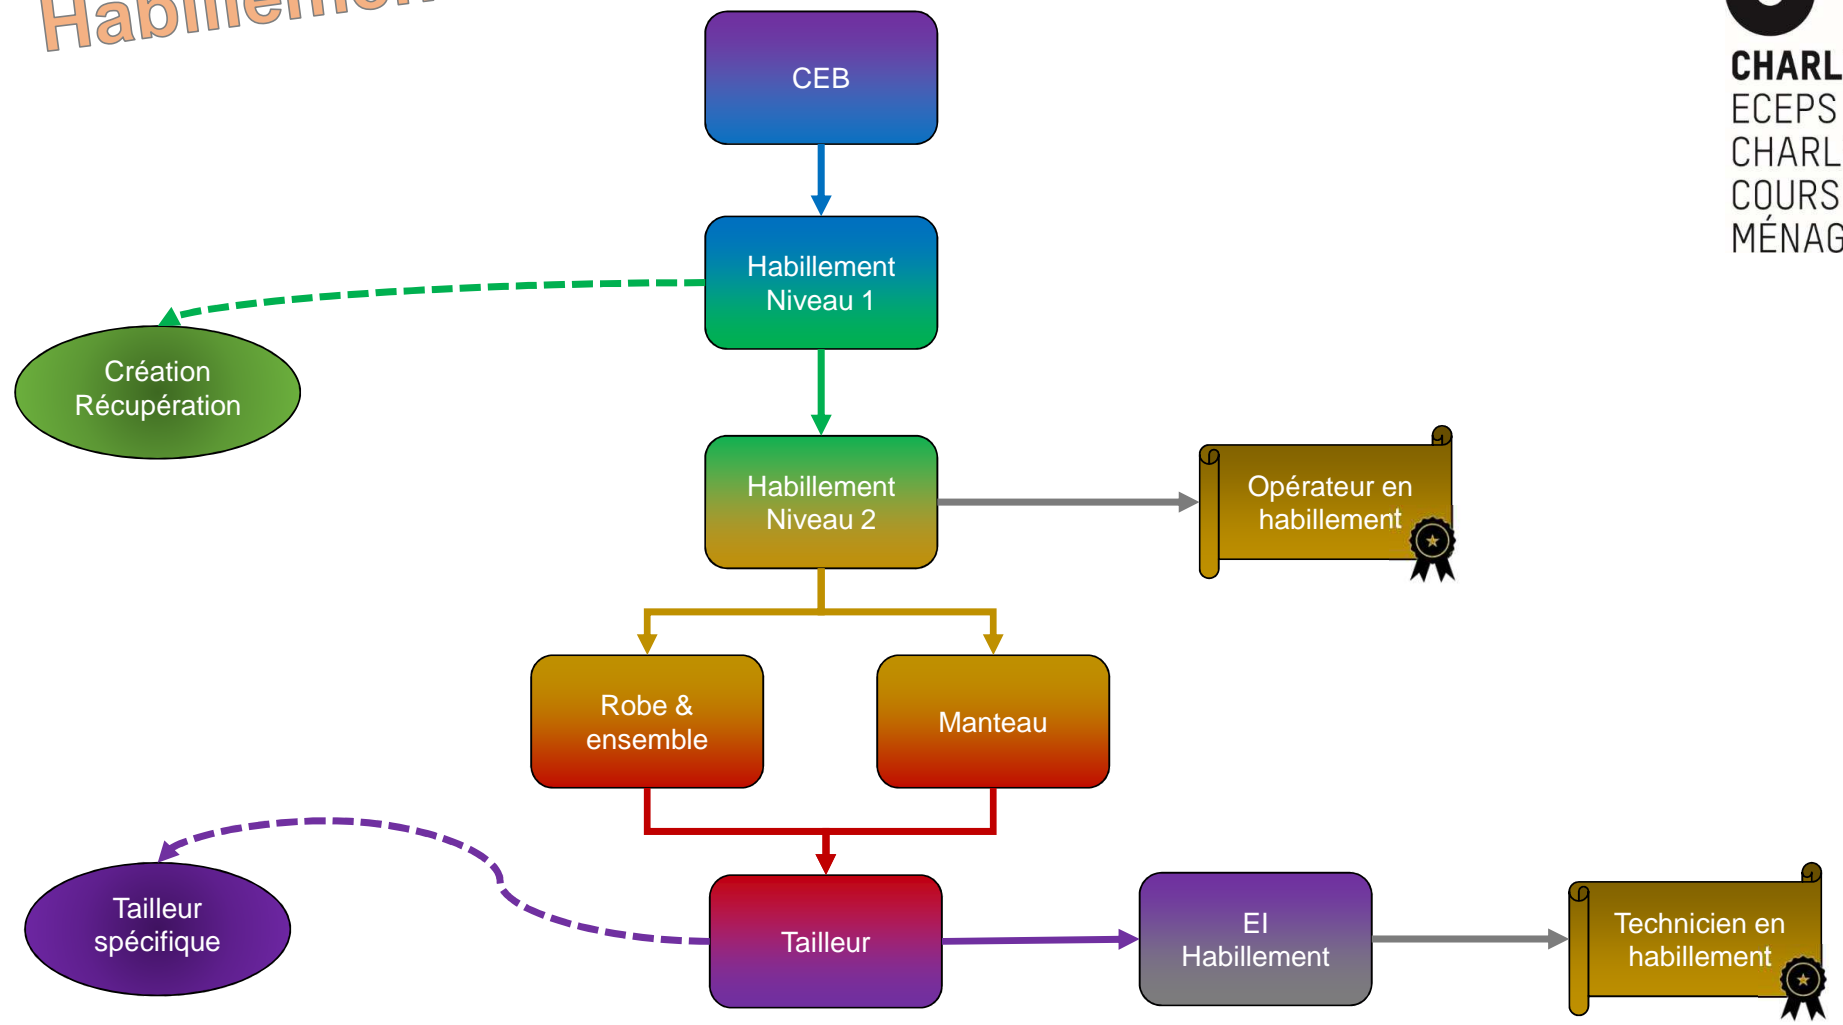 Habillement
CHARL
ECEPS
CHARL
COURS
MÉNAG
CEB
Habillement
Niveau 1
Création
Récupération
Habillement
Niveau 2
Opérateur en
habillement
Robe &
ensemble
Manteau
Tailleur
spécifique
Tailleur
EI
Habillement
Technicien en
habillement